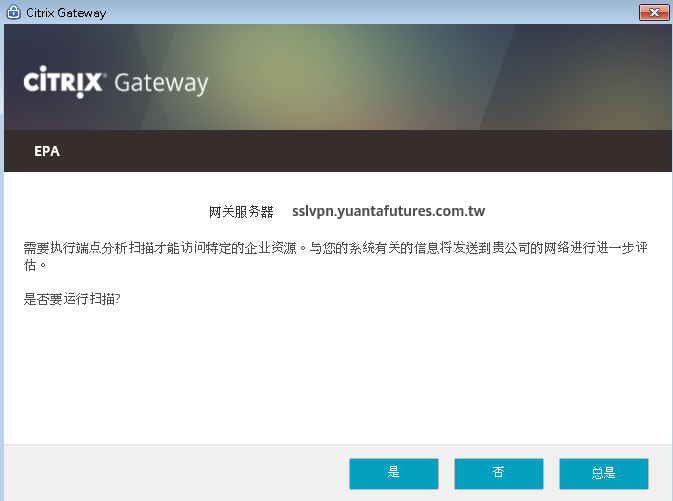 Citrix Gateway
CITRIX Gateway
EPA
网关服务器 sslvpn.yuantafutures.com.tw
需要执行端点分析扫描才能访问特定的企业资源。与您的系统有关的信息将发送到贵公司的网络进行进一步评
估。
是否要运行扫描?
是 否 总是